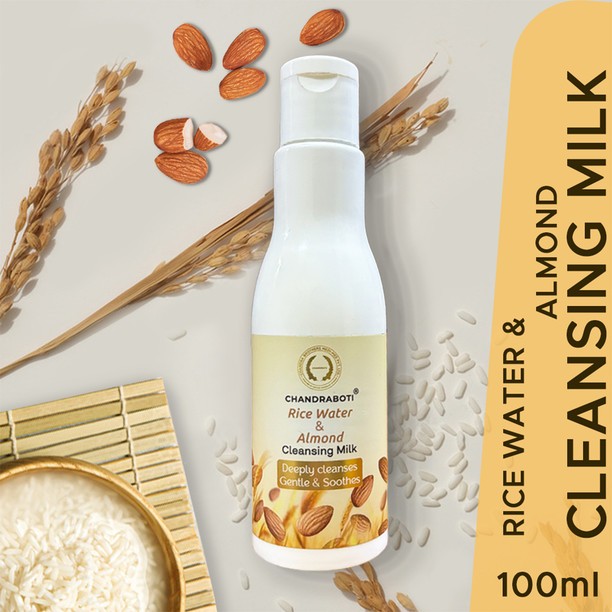 CHANDRABOTI®
Rice Water
&
Almond
Cleansing Milk
Deeply cleanses
Gentle & Soothes
RICE WATER &
ALMOND
CLEANSING MILK
100ml